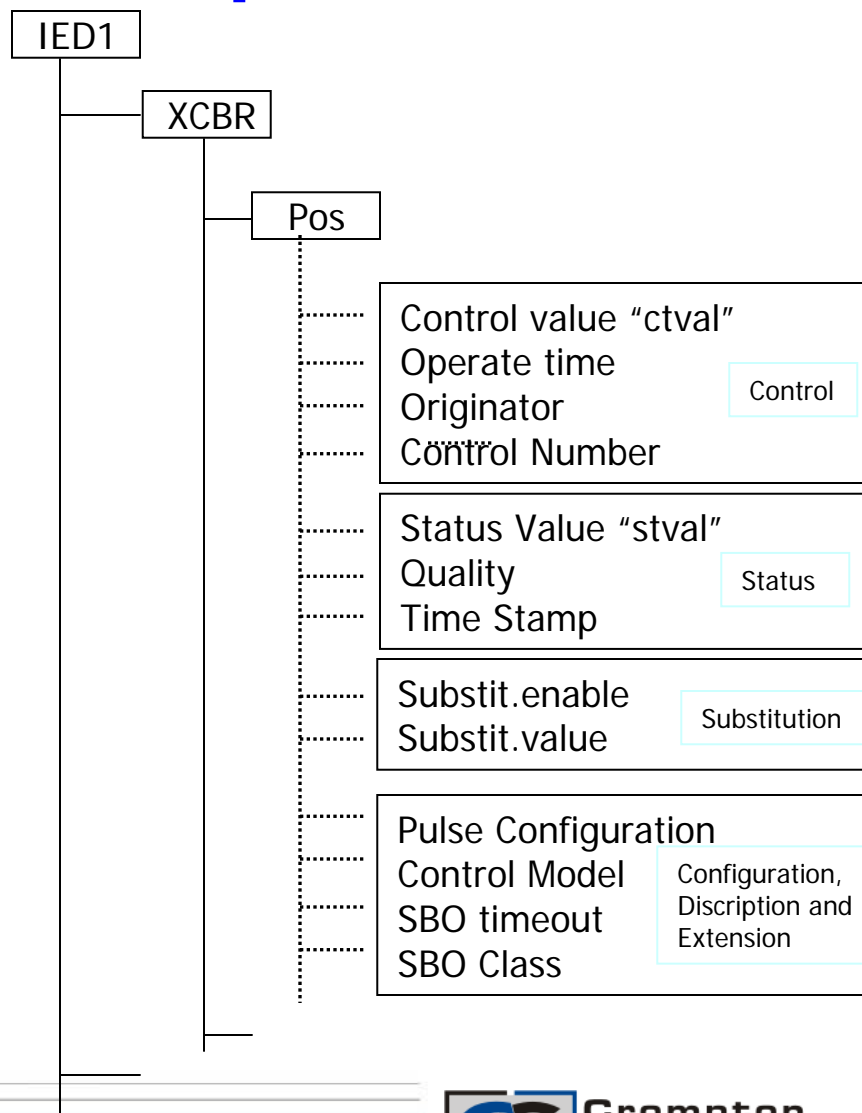 IED1
XCBR
Pos
Control value “ctval”
Operate time
Originator
Control Number
Control
Status Value “stval”
Quality
Time Stamp
Status
Substit.enable
Substit.value
Substitution
Pulse Configuration
Control Model
SBO timeout
SBO Class
Configuration,
Discription and
Extension
Crompton